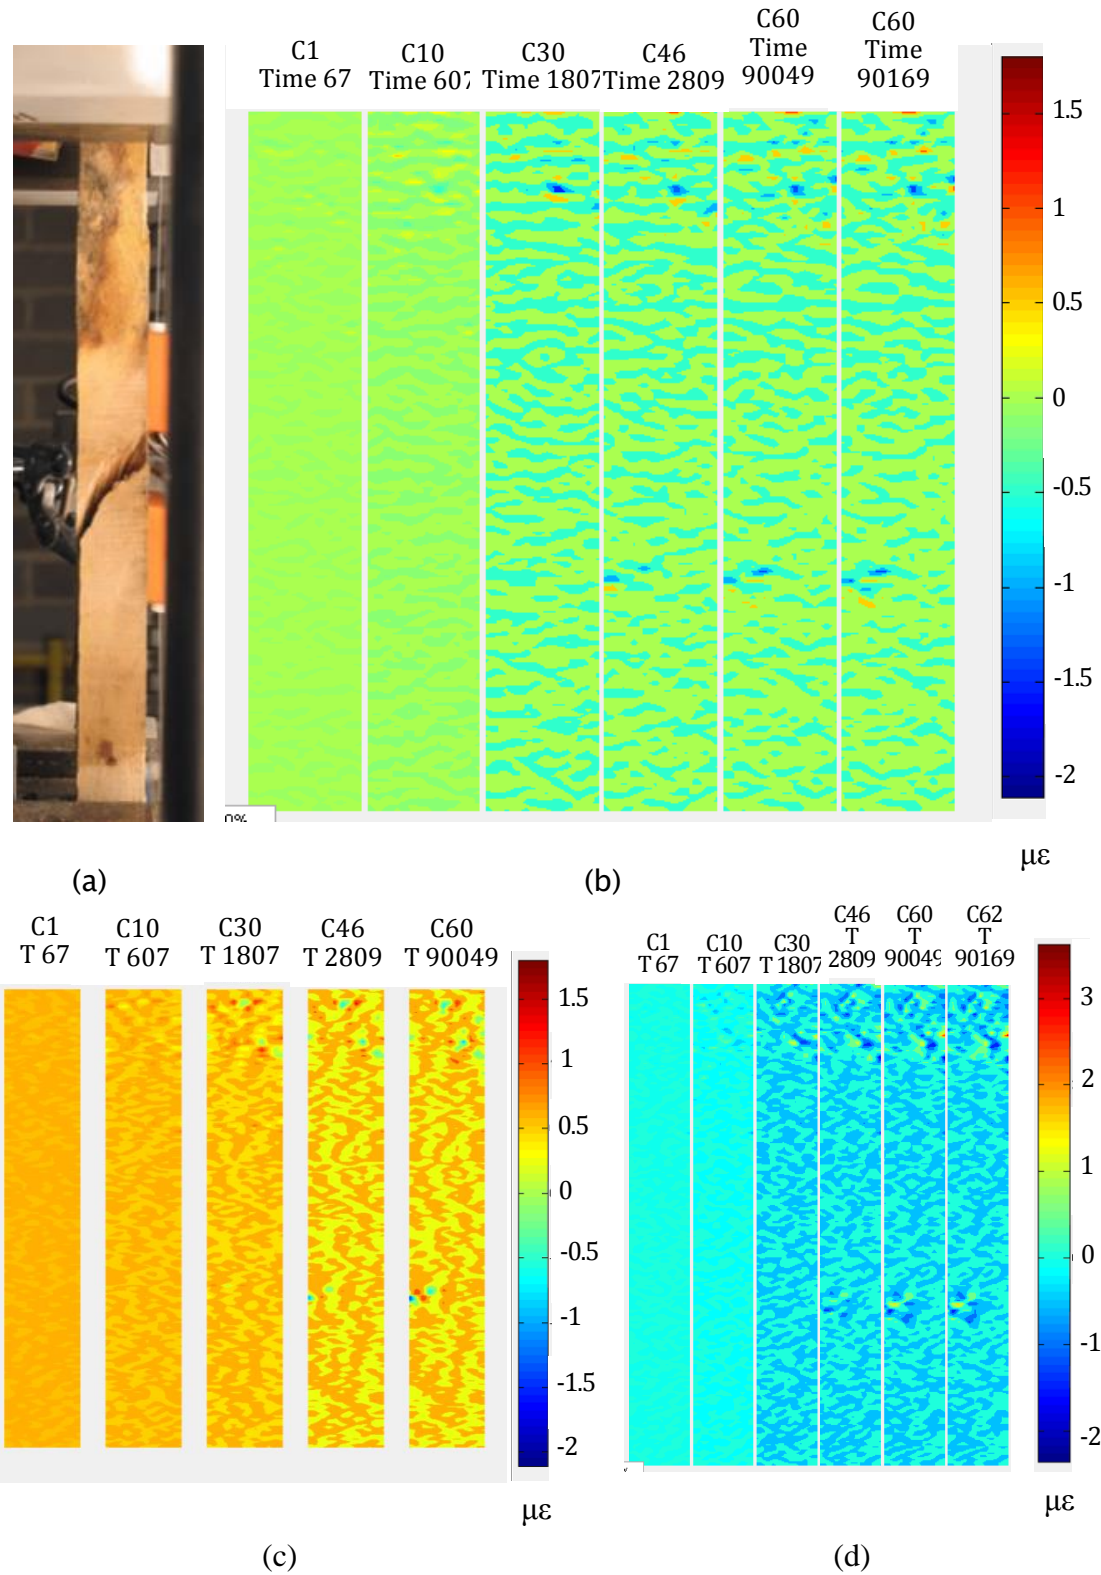 C1
Time 67
C10
Time 607
C30
Time 1807
C46
Time 2809
C60
Time
90049
C60
Time
90169
1.5
1
0.5
0
-0.5
-1
-1.5
-2
με
0%
(a)
(b)
C1
T 67
C10
T 607
C30
T 1807
C46
T 2809
C60
T 90049
1.5
1
0.5
0
-0.5
-1
-1.5
-2
με
(c)
C1
T 67
C10
T 607
C30
T 1807
C46
T
2809
C60
T
90049
C62
T
90169
3
2
1
0
-1
-2
με
(d)